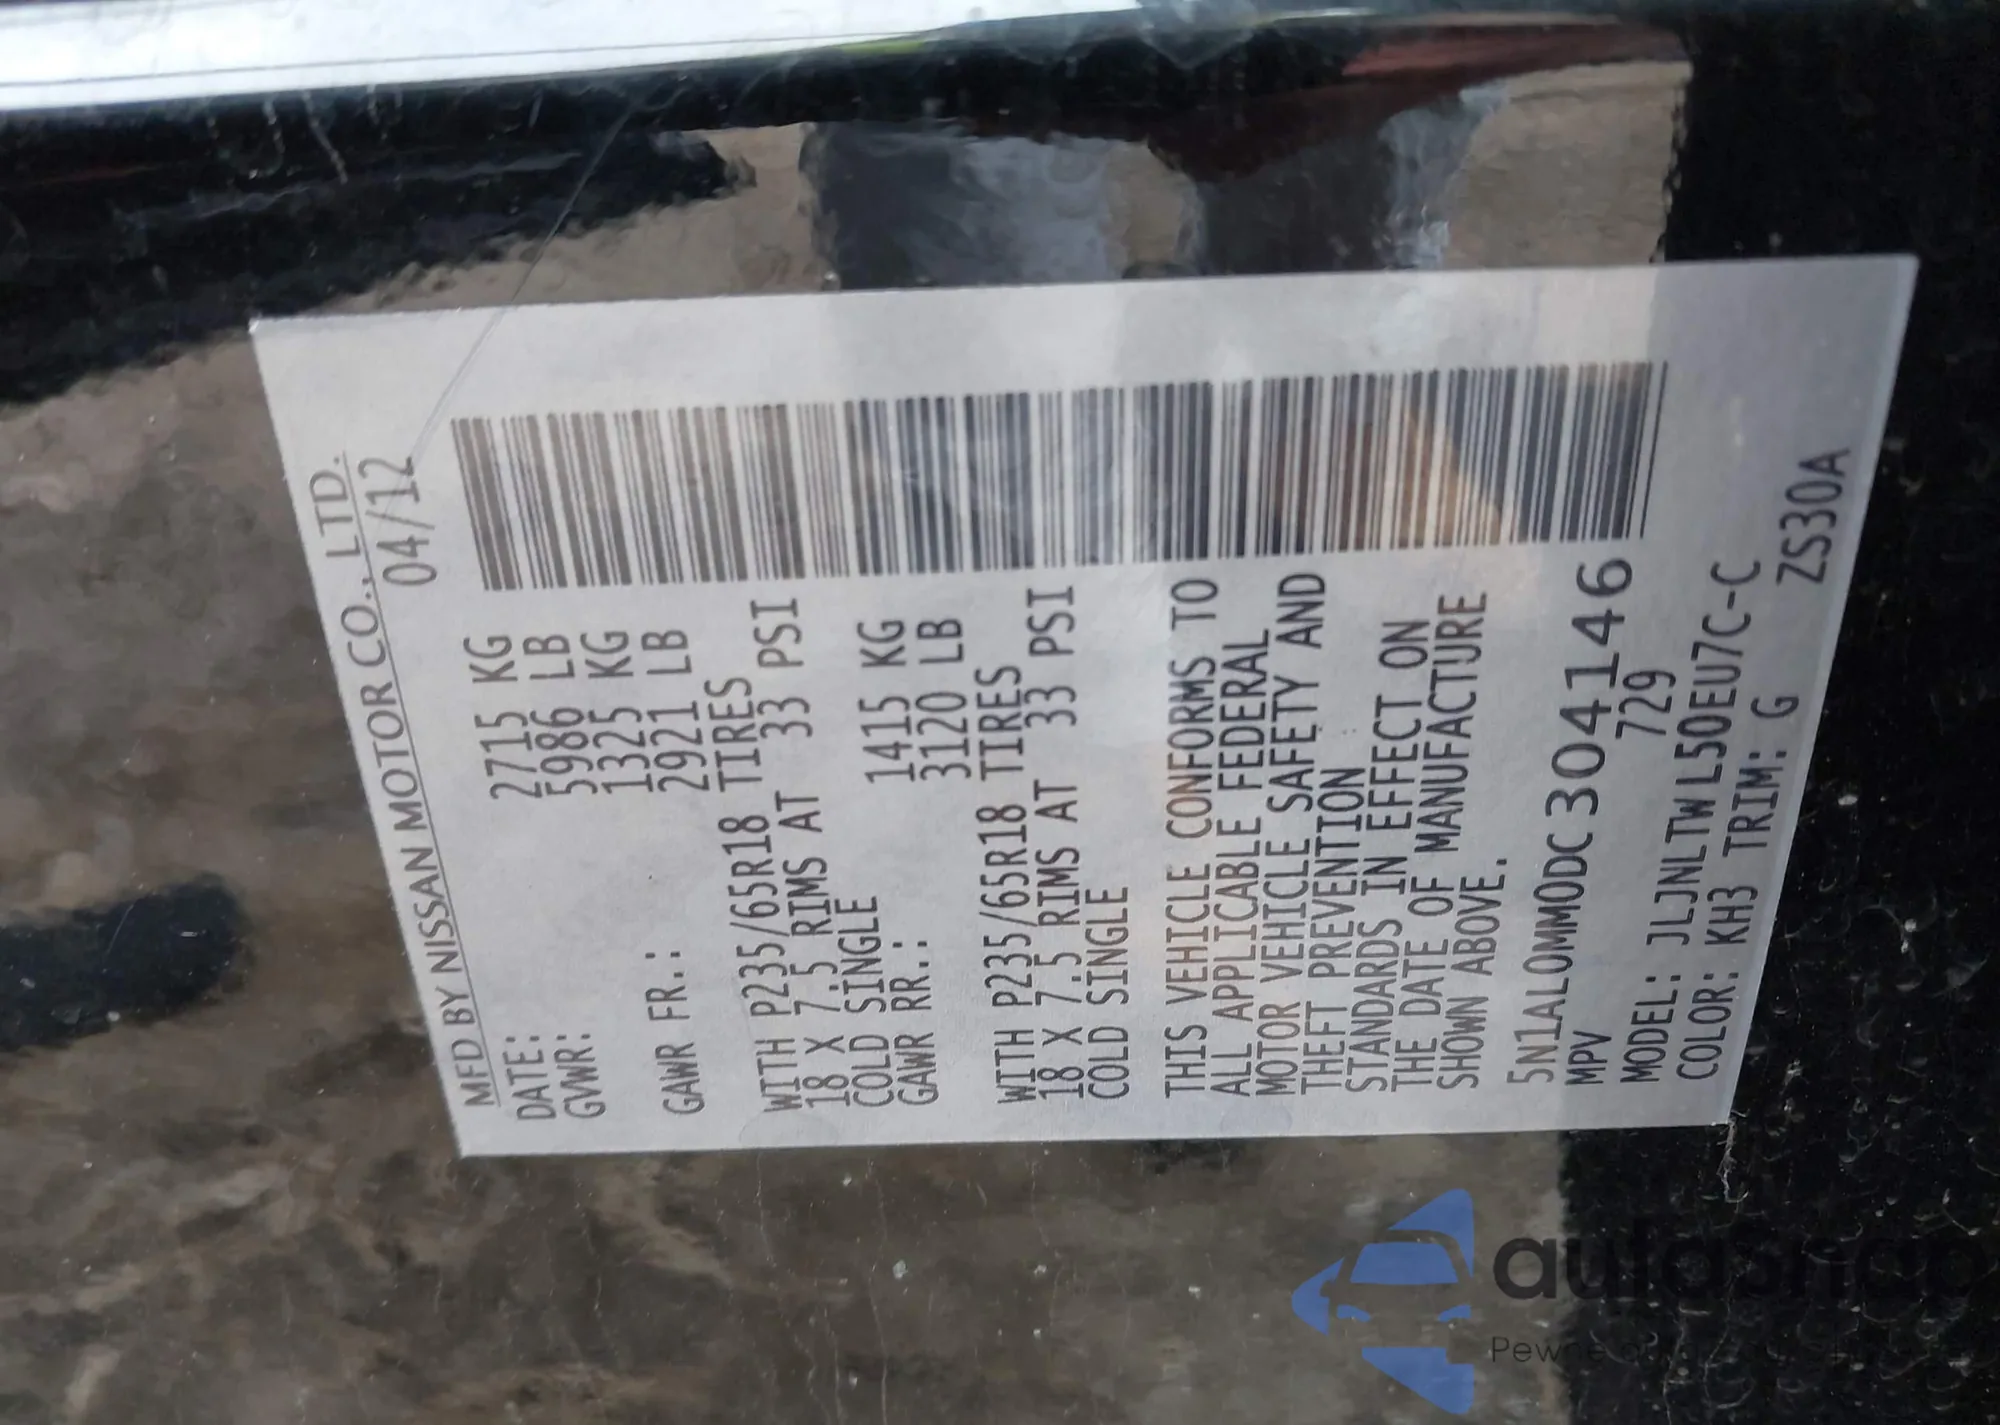 MFD BY NISSAN MOTOR CO., LTD.
DATE: 04/12
GVWR: 2715 KG
5986 LB
GAWR FR.: 1325 KG
2921 LB
WITH P235/65R18 TIRES
18 X 7.5 RIMS AT 33 PSI
COLD SINGLE
GAWR RR.: 1415 KG
3120 LB
WITH P235/65R18 TIRES
18 X 7.5 RIMS AT 33 PSI
COLD SINGLE
THIS VEHICLE CONFORMS TO
ALL APPLICABLE FEDERAL
MOTOR VEHICLE SAFETY AND
THEFT PREVENTION
STANDARDS IN EFFECT ON
THE DATE OF MANUFACTURE
SHOWN ABOVE.
5N1AL0MM0DC304146
MPV 729
MODEL: JLJNLTWL50EU7C-C
COLOR: KH3 TRIM: G
ZS30A
autaSnap
Pewne